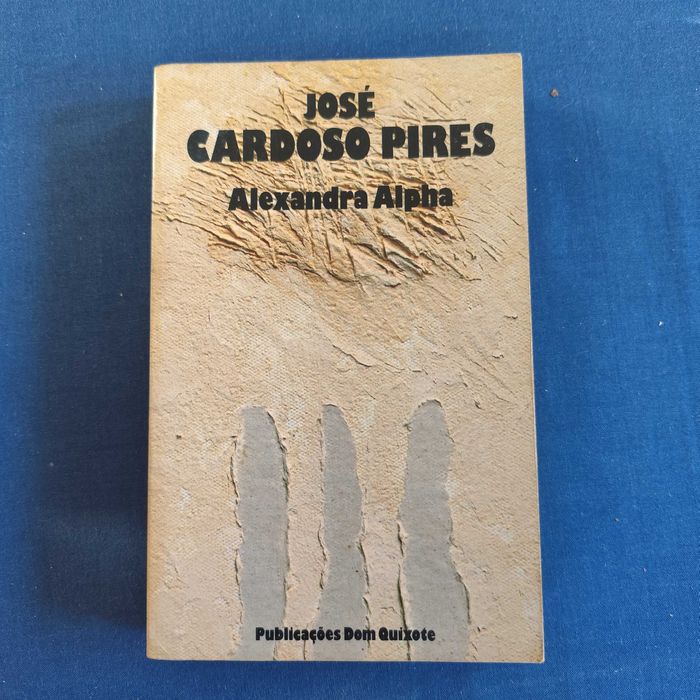 JOSÉ
CARDOSO PIRES
Alexandra Alpha
Publicações Dom Quixote